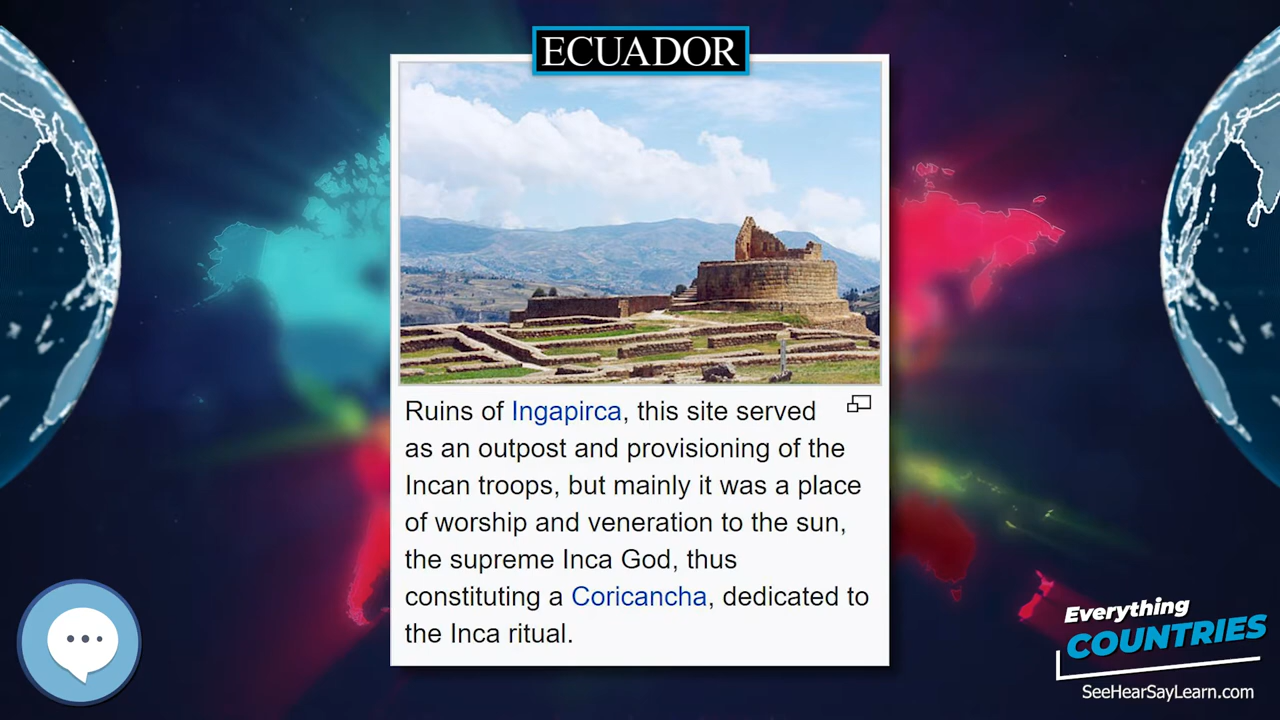 ECUADOR
Ruins of Ingapirca, this site served
as an outpost and provisioning of the
Incan troops, but mainly it was a place
of worship and veneration to the sun,
the supreme Inca God, thus
constituting a Coricancha, dedicated to
the Inca ritual.
Everything
COUNTRIES
SeeHearSayLearn.com